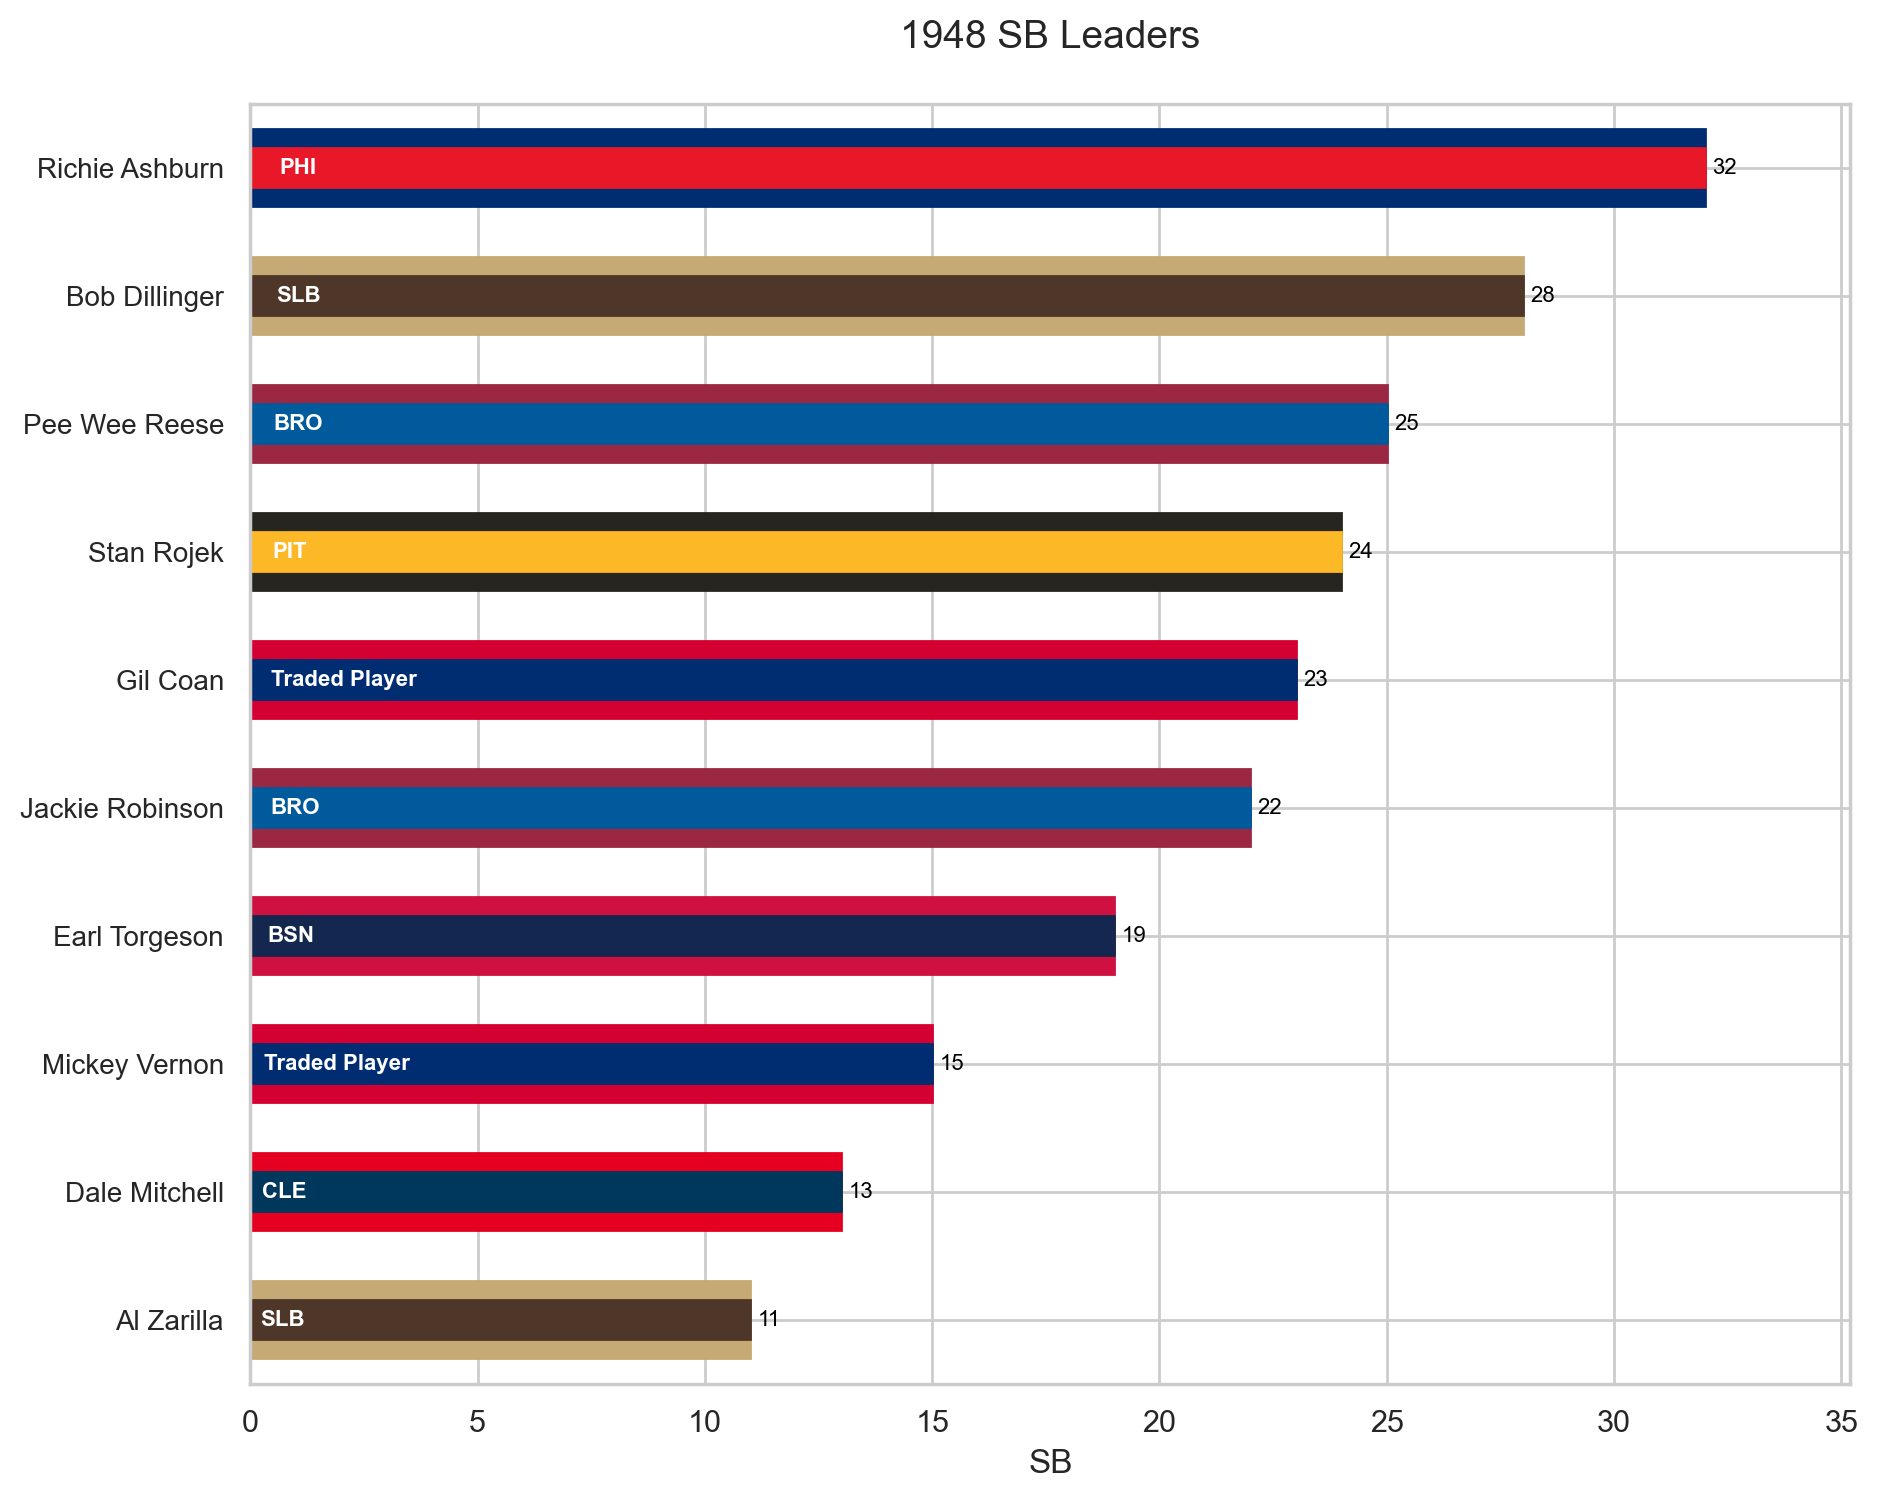 1948 SB Leaders
Richie Ashburn PHI 32
Bob Dillinger SLB 28
Pee Wee Reese BRO 25
Stan Rojek PIT 24
Gil Coan Traded Player 23
Jackie Robinson BRO 22
Earl Torgeson BSN 19
Mickey Vernon Traded Player 15
Dale Mitchell CLE 13
Al Zarilla SLB 11
0 5 10 15 20 25 30 35
SB